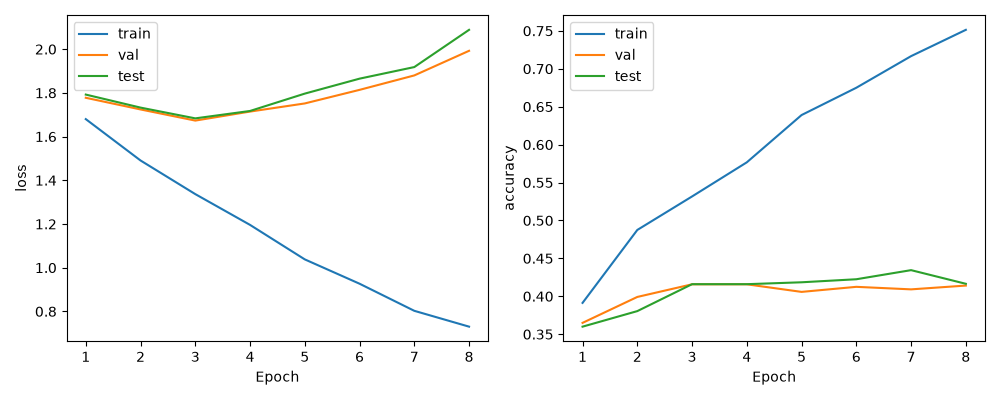 train
val
test
2.0
1.8
1.6
1.4
1.2
1.0
0.8
loss
1 2 3 4 5 6 7 8
Epoch
train
val
test
0.75
0.70
0.65
0.60
0.55
0.50
0.45
0.40
0.35
accuracy
1 2 3 4 5 6 7 8
Epoch